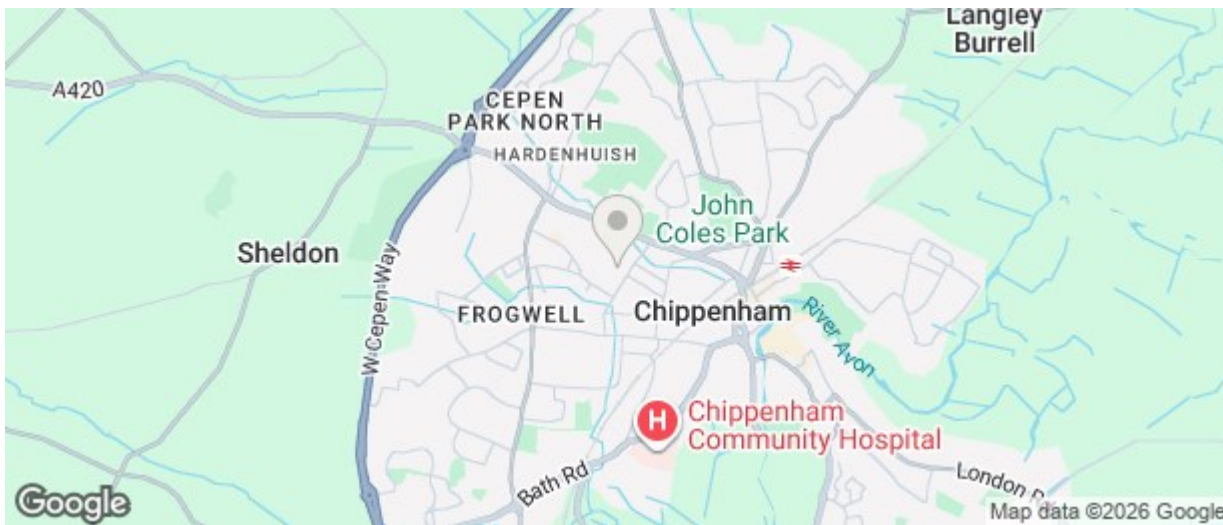 Langley
Burrell
A420
CEPEN
PARK NORTH
HARDENHUISH
John
Coles Park
Sheldon
W Cepen Way
FROGWELL
Chippenham
River Avon
H
Chippenham
Community Hospital
Bath Rd
London
Google
Map data ©2026 Google